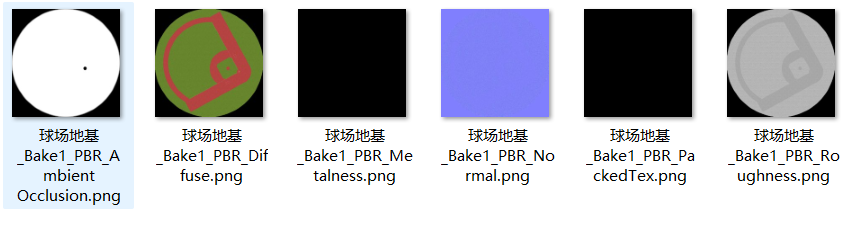 球场地基
_Bake1_PBR_A
mbient
Occlusion.png
球场地基
_Bake1_PBR_Dif
fuse.png
球场地基
_Bake1_PBR_Me
talness.png
球场地基
_Bake1_PBR_No
rmal.png
球场地基
_Bake1_PBR_Pa
ckedTex.png
球场地基
_Bake1_PBR_Ro
ughness.png